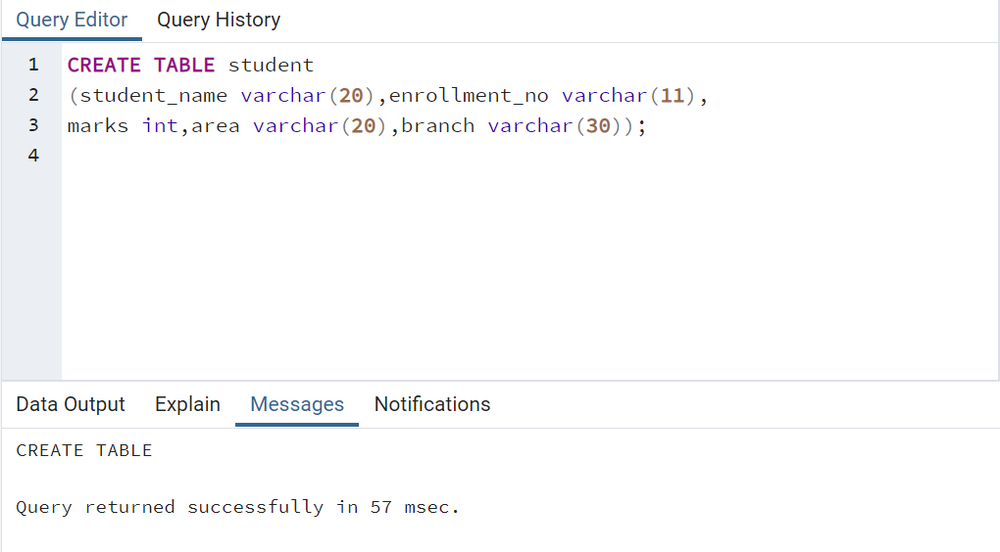 Query Editor Query History
1 CREATE TABLE student
2 (student_name varchar(20),enrollment_no varchar(11),
3 marks int,area varchar(20),branch varchar(30));
4
Data Output Explain Messages Notifications
CREATE TABLE
Query returned successfully in 57 msec.